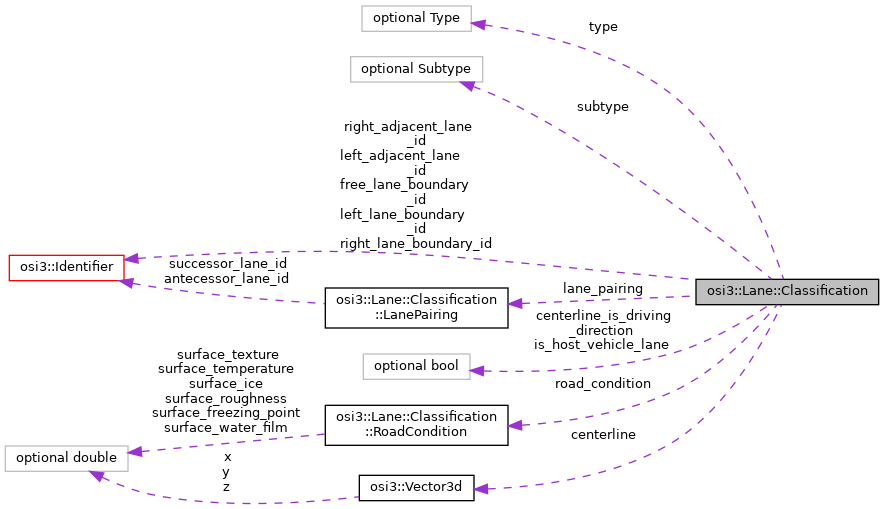 optional Type
type
optional Subtype
subtype
right_adjacent_lane
_id
left_adjacent_lane
_id
free_lane_boundary
_id
left_lane_boundary
_id
right_lane_boundary_id
osi3::Identifier
successor_lane_id
antecessor_lane_id
osi3::Lane::Classification
::LanePairing
lane_pairing
osi3::Lane::Classification
centerline_is_driving
_direction
is_host_vehicle_lane
optional bool
surface_texture
surface_temperature
surface_ice
surface_roughness
surface_freezing_point
surface_water_film
road_condition
osi3::Lane::Classification
::RoadCondition
centerline
optional double
x
y
z
osi3::Vector3d